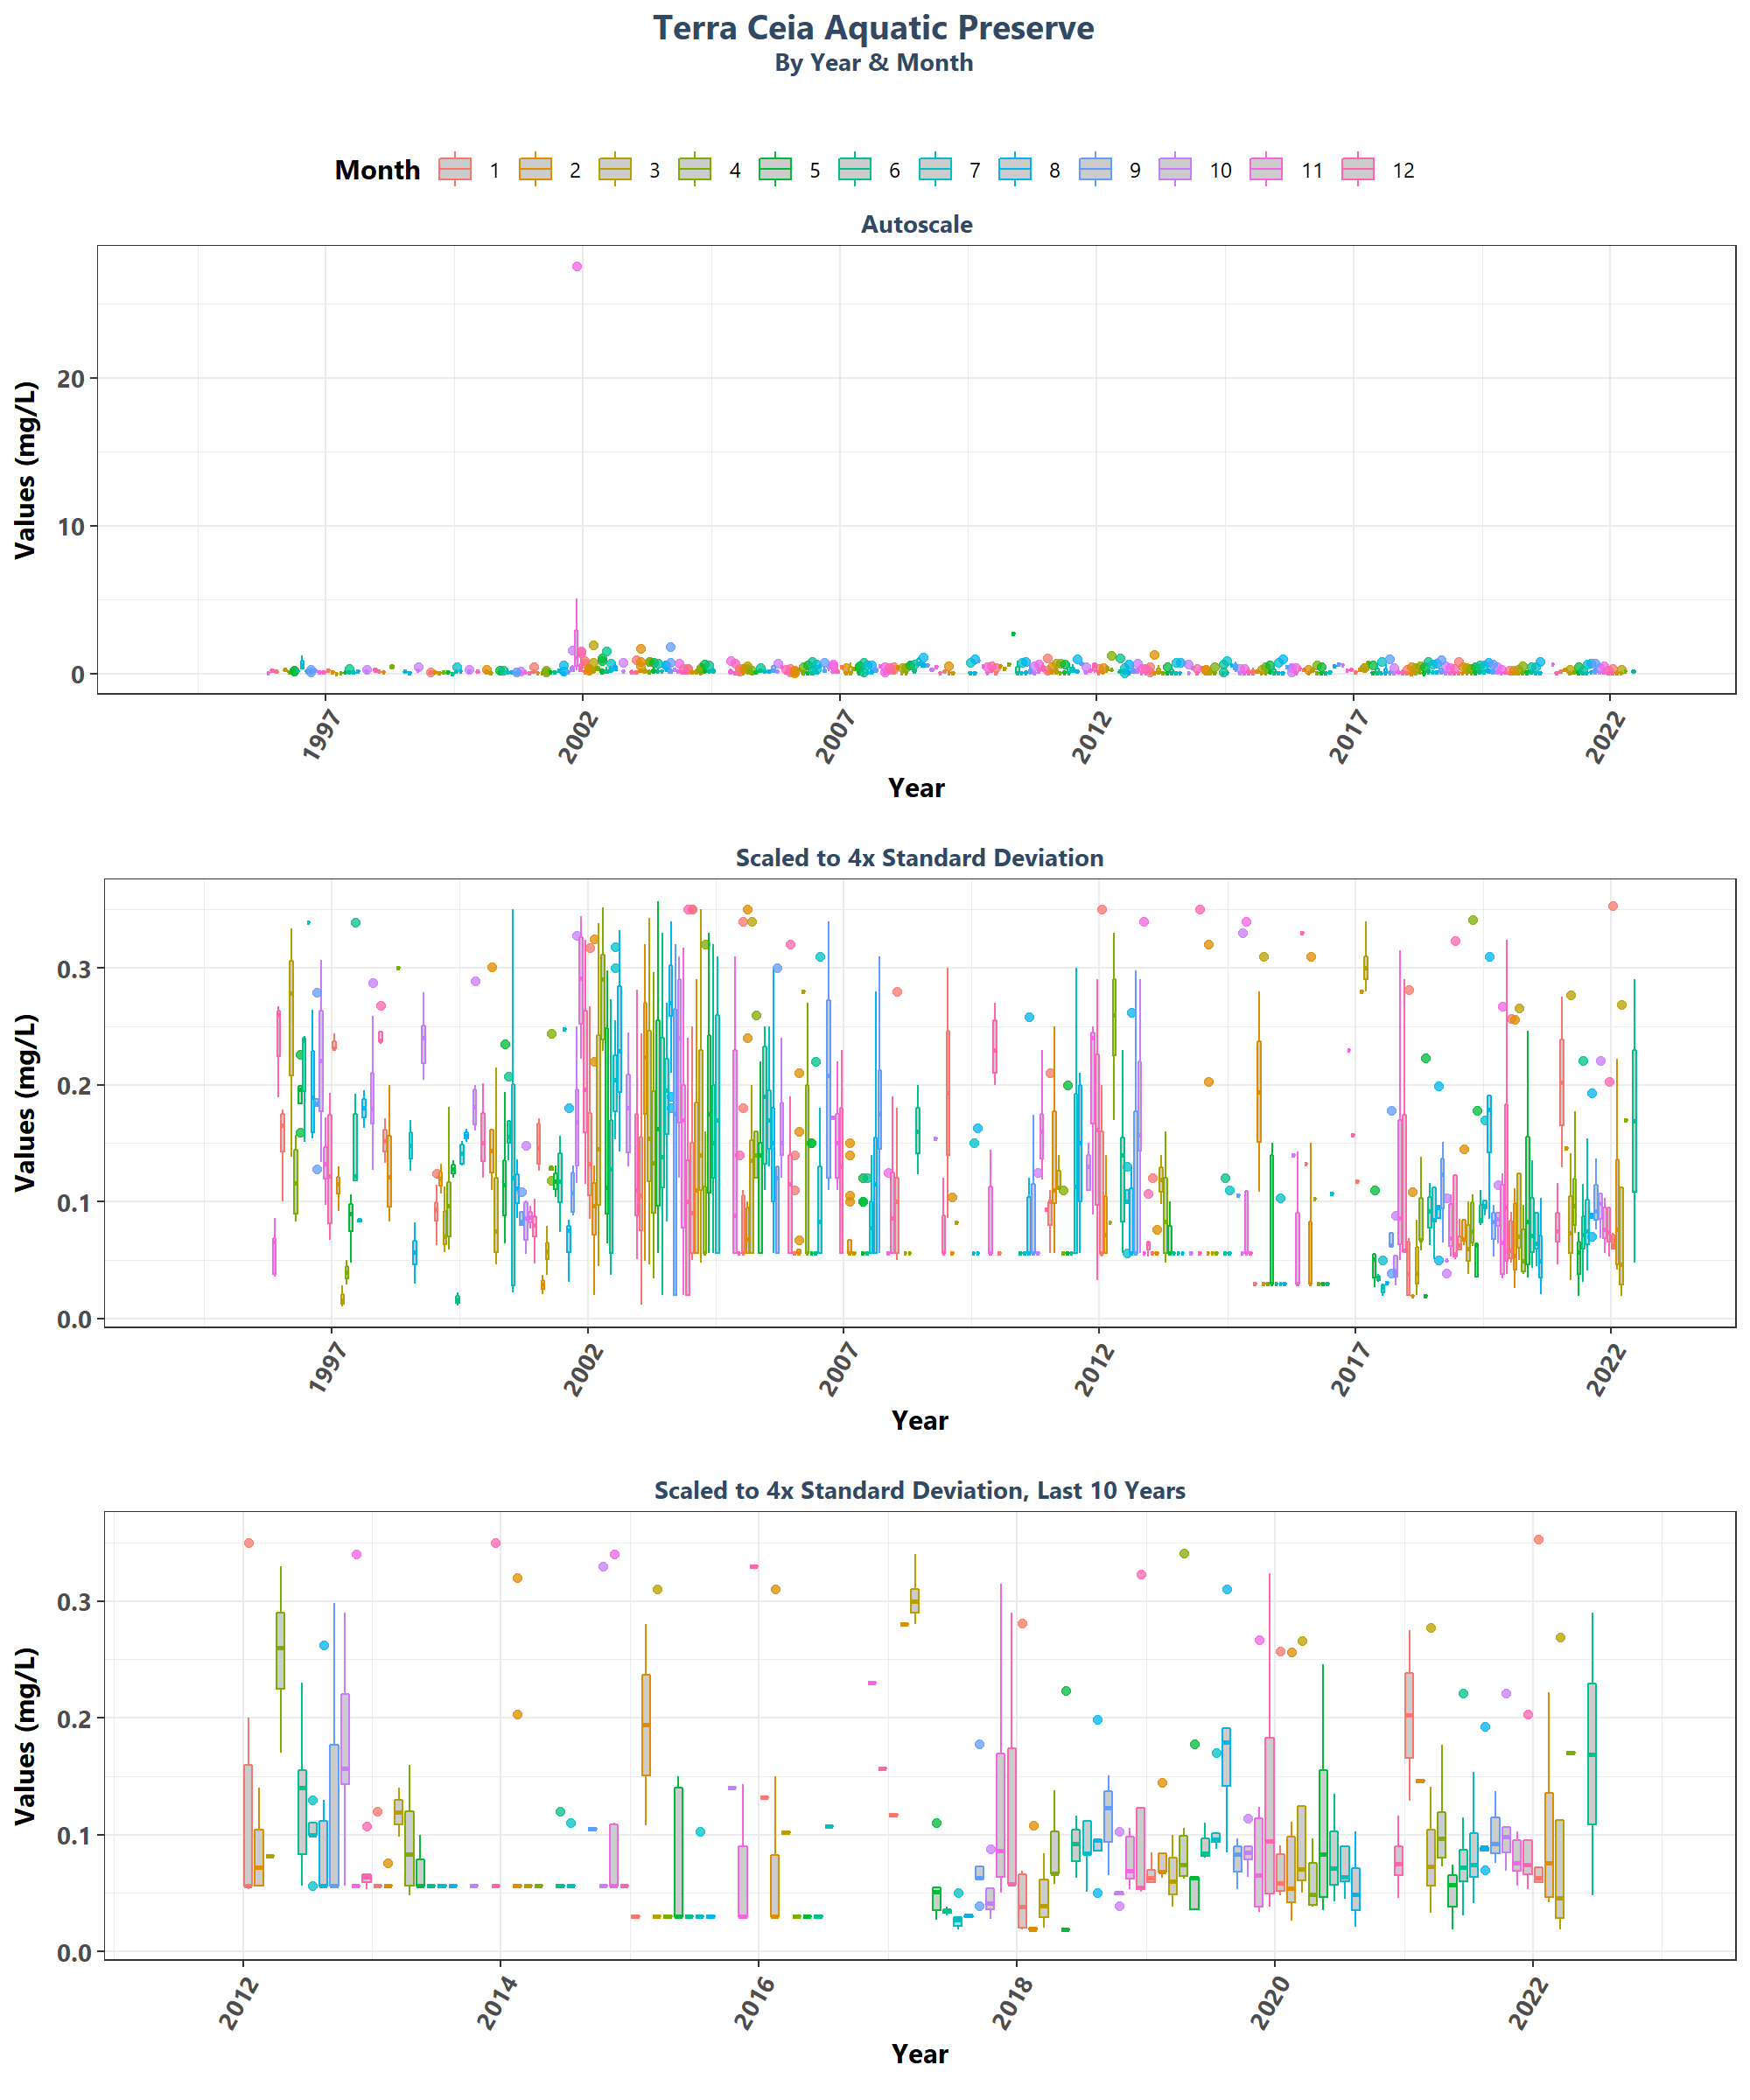 Terra Ceia Aquatic Preserve
By Year & Month
Month 1 2 3 4 5 6 7 8 9 10 11 12
Autoscale
Values (mg/L)
20
10
0
1997 2002 2007 2012 2017 2022
Year
Scaled to 4x Standard Deviation
Values (mg/L)
0.3
0.2
0.1
0.0
1997 2002 2007 2012 2017 2022
Year
Scaled to 4x Standard Deviation, Last 10 Years
Values (mg/L)
0.3
0.2
0.1
0.0
2012 2014 2016 2018 2020 2022
Year